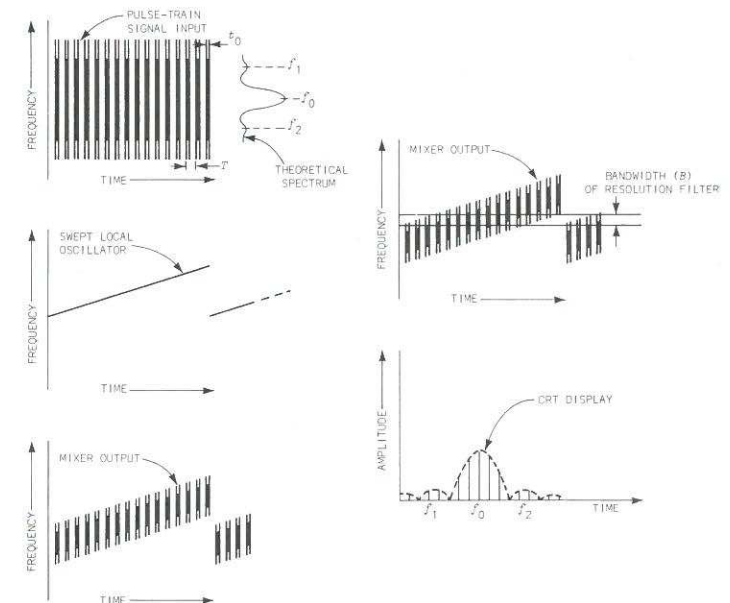 PULSE-TRAIN
SIGNAL INPUT
t0
f1
f0
f2
FREQUENCY
TIME
T
THEORETICAL
SPECTRUM
SWEPT LOCAL
OSCILLATOR
FREQUENCY
TIME
MIXER OUTPUT
FREQUENCY
TIME
MIXER OUTPUT
BANDWIDTH (B)
OF RESOLUTION FILTER
FREQUENCY
TIME
AMPLITUDE
CRT DISPLAY
f1
f0
f2
TIME